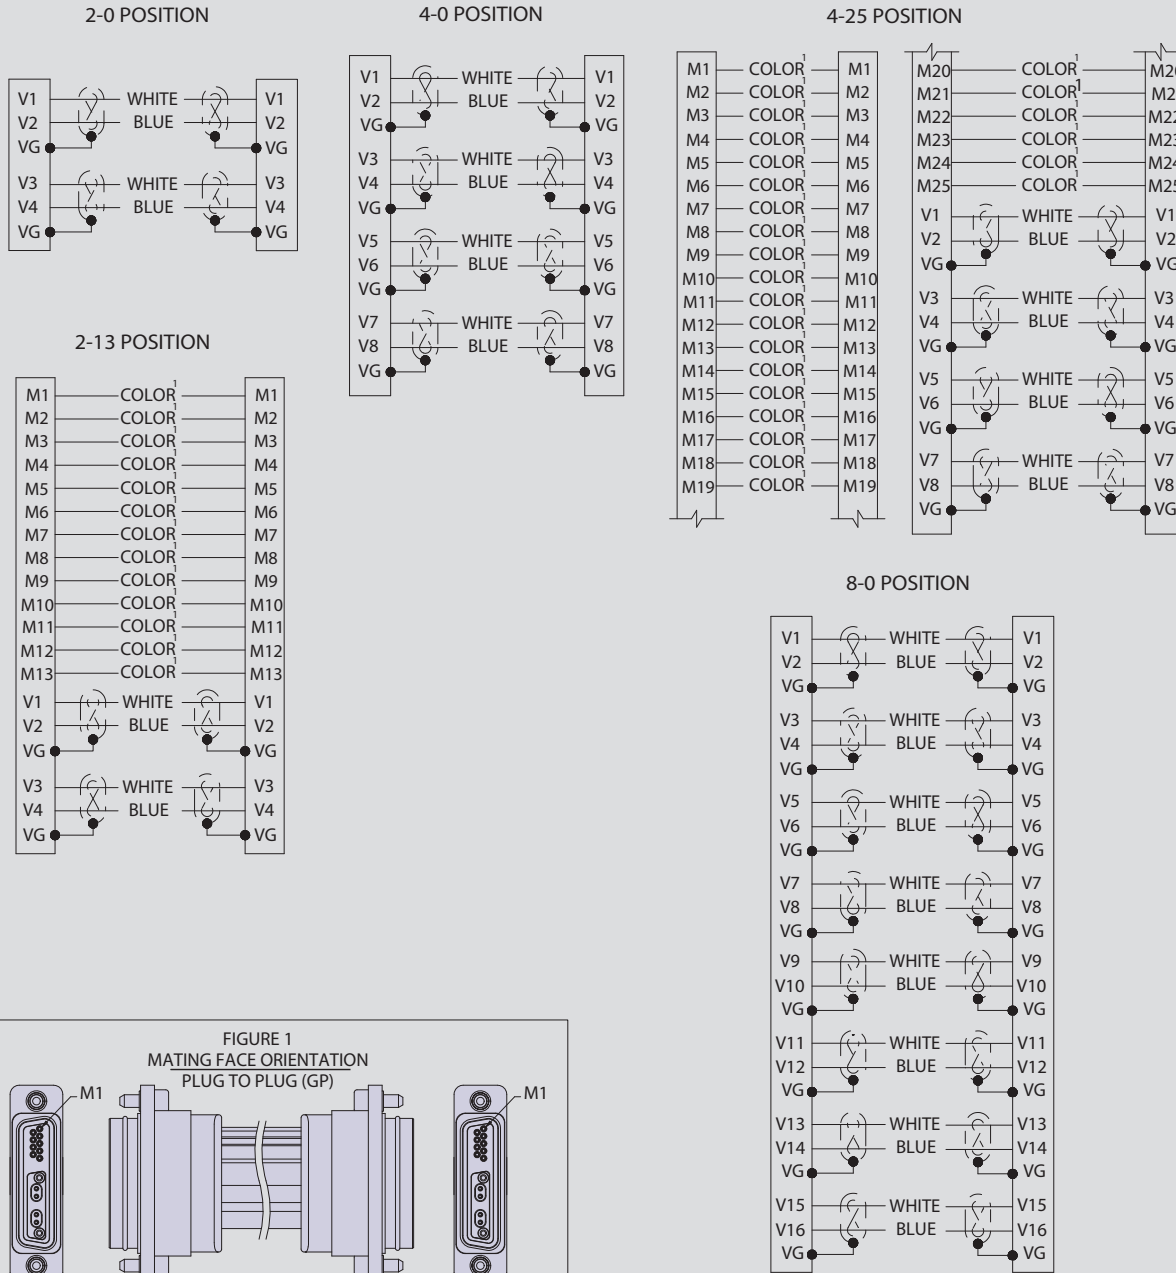 2-0 POSITION
V1 WHITE V1
V2 BLUE V2
VG VG
V3 WHITE V3
V4 BLUE V4
VG VG
4-0 POSITION
V1 WHITE V1
V2 BLUE V2
VG VG
V3 WHITE V3
V4 BLUE V4
VG VG
V5 WHITE V5
V6 BLUE V6
VG VG
V7 WHITE V7
V8 BLUE V8
VG VG
4-25 POSITION
M1 COLOR1 M1
M2 COLOR1 M2
M3 COLOR1 M3
M4 COLOR1 M4
M5 COLOR1 M5
M6 COLOR1 M6
M7 COLOR1 M7
M8 COLOR1 M8
M9 COLOR1 M9
M10 COLOR1 M10
M11 COLOR1 M11
M12 COLOR1 M12
M13 COLOR1 M13
M14 COLOR1 M14
M15 COLOR1 M15
M16 COLOR1 M16
M17 COLOR1 M17
M18 COLOR1 M18
M19 COLOR1 M19
M20 COLOR1 M20
M21 COLOR1 M2
M22 COLOR1 M22
M23 COLOR1 M23
M24 COLOR1 M24
M25 COLOR1 M25
V1 WHITE V1
V2 BLUE V2
VG VG
V3 WHITE V3
V4 BLUE V4
VG VG
V5 WHITE V5
V6 BLUE V6
VG VG
V7 WHITE V7
V8 BLUE V8
VG VG
2-13 POSITION
M1 COLOR1 M1
M2 COLOR1 M2
M3 COLOR1 M3
M4 COLOR1 M4
M5 COLOR1 M5
M6 COLOR1 M6
M7 COLOR1 M7
M8 COLOR1 M8
M9 COLOR1 M9
M10 COLOR1 M10
M11 COLOR1 M11
M12 COLOR1 M12
M13 COLOR1 M13
V1 WHITE V1
V2 BLUE V2
VG VG
V3 WHITE V3
V4 BLUE V4
VG VG
8-0 POSITION
V1 WHITE V1
V2 BLUE V2
VG VG
V3 WHITE V3
V4 BLUE V4
VG VG
V5 WHITE V5
V6 BLUE V6
VG VG
V7 WHITE V7
V8 BLUE V8
VG VG
V9 WHITE V9
V10 BLUE V10
VG VG
V11 WHITE V11
V12 BLUE V12
VG VG
V13 WHITE V13
V14 BLUE V14
VG VG
V15 WHITE V15
V16 BLUE V16
VG VG
FIGURE 1
MATING FACE ORIENTATION
PLUG TO PLUG (GP)
M1 M1